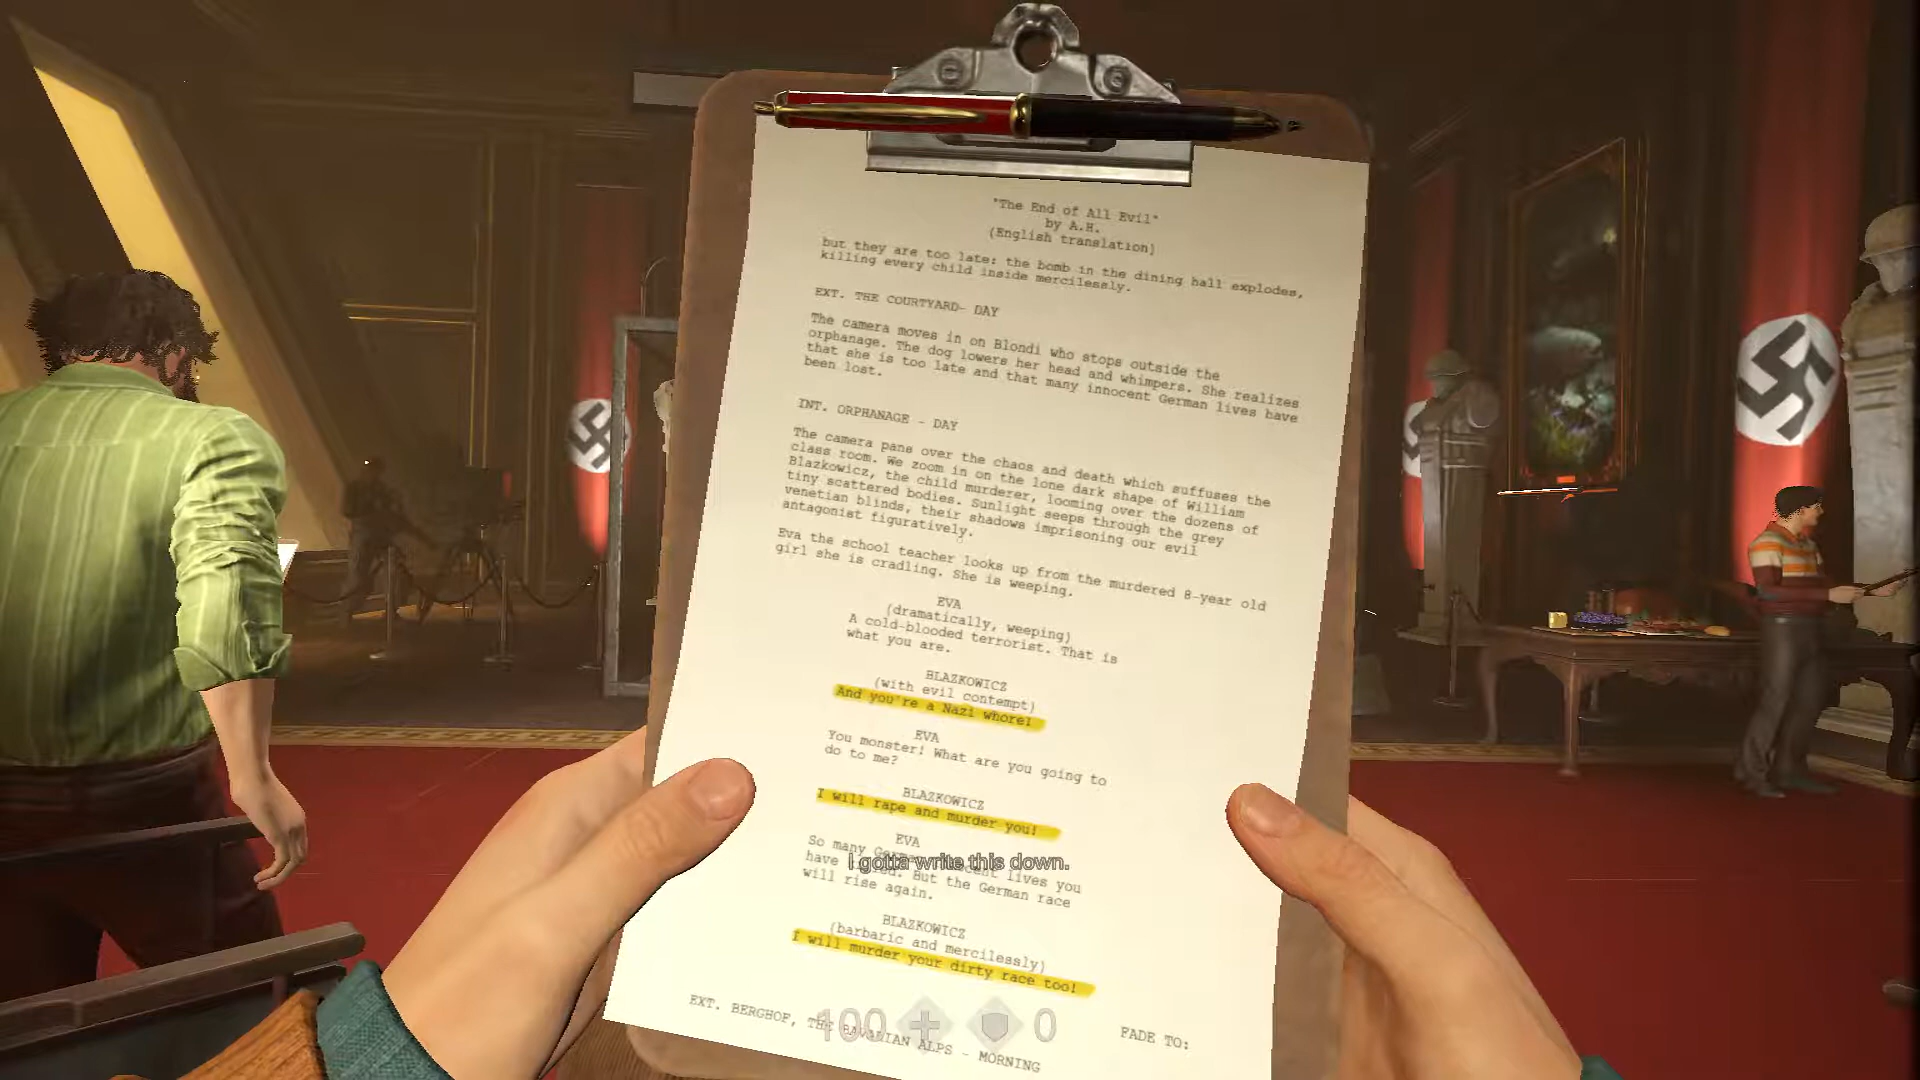 "The End of All Evil"
by A.H.
(English translation)
but they are too late: the bomb in the dining hall explodes,
killing every child inside mercilessly.
EXT. THE COURTYARD- DAY
The camera moves in on Blondi who stops outside the
orphanage. The dog lowers her head and whimpers. She realizes
that she is too late and that many innocent German lives have
been lost.
INT. ORPHANAGE - DAY
The camera pans over the chaos and death which suffuses the
class room. We zoom in on the lone dark shape of William
Blazkowicz, the child murderer, looming over the dozens of
tiny scattered bodies. Sunlight seeps through the grey
venetian blinds, their shadows imprisoning our evil
antagonist figuratively.
Eva the school teacher looks up from the murdered 8-year old
girl she is cradling. She is weeping.
EVA
(dramatically, weeping)
A cold-blooded terrorist. That is
what you are.
BLAZKOWICZ
(with evil contempt)
And you're a Nazi whore!
EVA
You monster! What are you going to
do to me?
BLAZKOWICZ
I will rape and murder you!
EVA
So many lives you
have But the German race
will rise again.
I gotta write this down.
BLAZKOWICZ
(barbaric and mercilessly)
I will murder your dirty race too!
FADE TO:
EXT. BERGHOF, THE BAVARIAN ALPS - MORNING
100 0